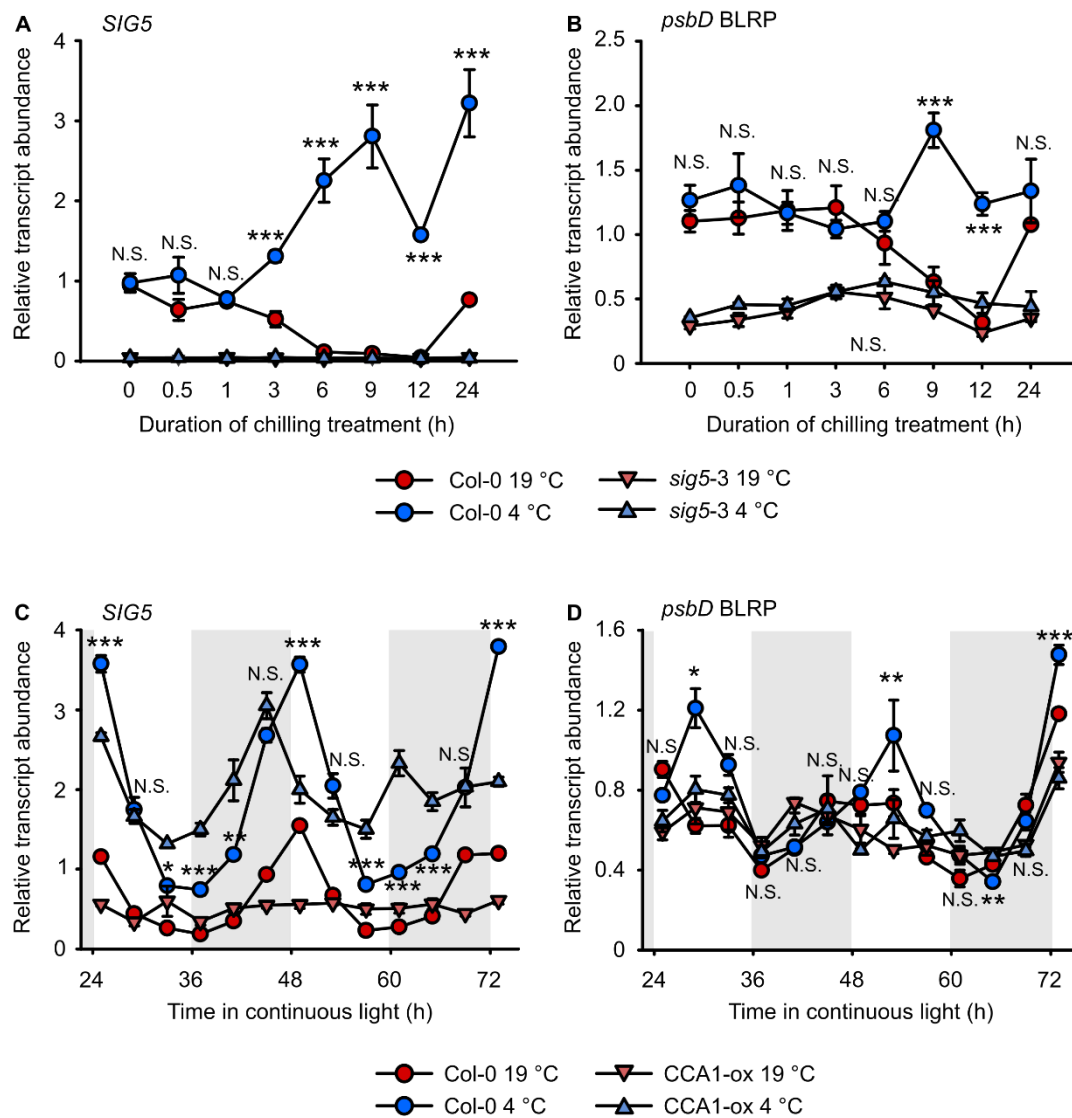 A SIG5
Relative transcript abundance
4
3
2
1
0
N.S. N.S. N.S. *** *** *** *** ***
0 0.5 1 3 6 9 12 24
Duration of chilling treatment (h)
B psbD BLRP
Relative transcript abundance
2.5
2.0
1.5
1.0
0.5
0
N.S. N.S. N.S. N.S. N.S. *** *** N.S.
N.S.
0 0.5 1 3 6 9 12 24
Duration of chilling treatment (h)
Col-0 19 °C
Col-0 4 °C
sig5-3 19 °C
sig5-3 4 °C
C SIG5
Relative transcript abundance
4
3
2
1
0
*** N.S. * *** ** N.S. *** N.S. *** *** *** N.S. ***
24 36 48 60 72
Time in continuous light (h)
D psbD BLRP
Relative transcript abundance
1.6
1.2
0.8
0.4
0
N.S * N.S. N.S. N.S. N.S. N.S. ** N.S. N.S. ** N.S. ***
24 36 48 60 72
Time in continuous light (h)
Col-0 19 °C
Col-0 4 °C
CCA1-ox 19 °C
CCA1-ox 4 °C